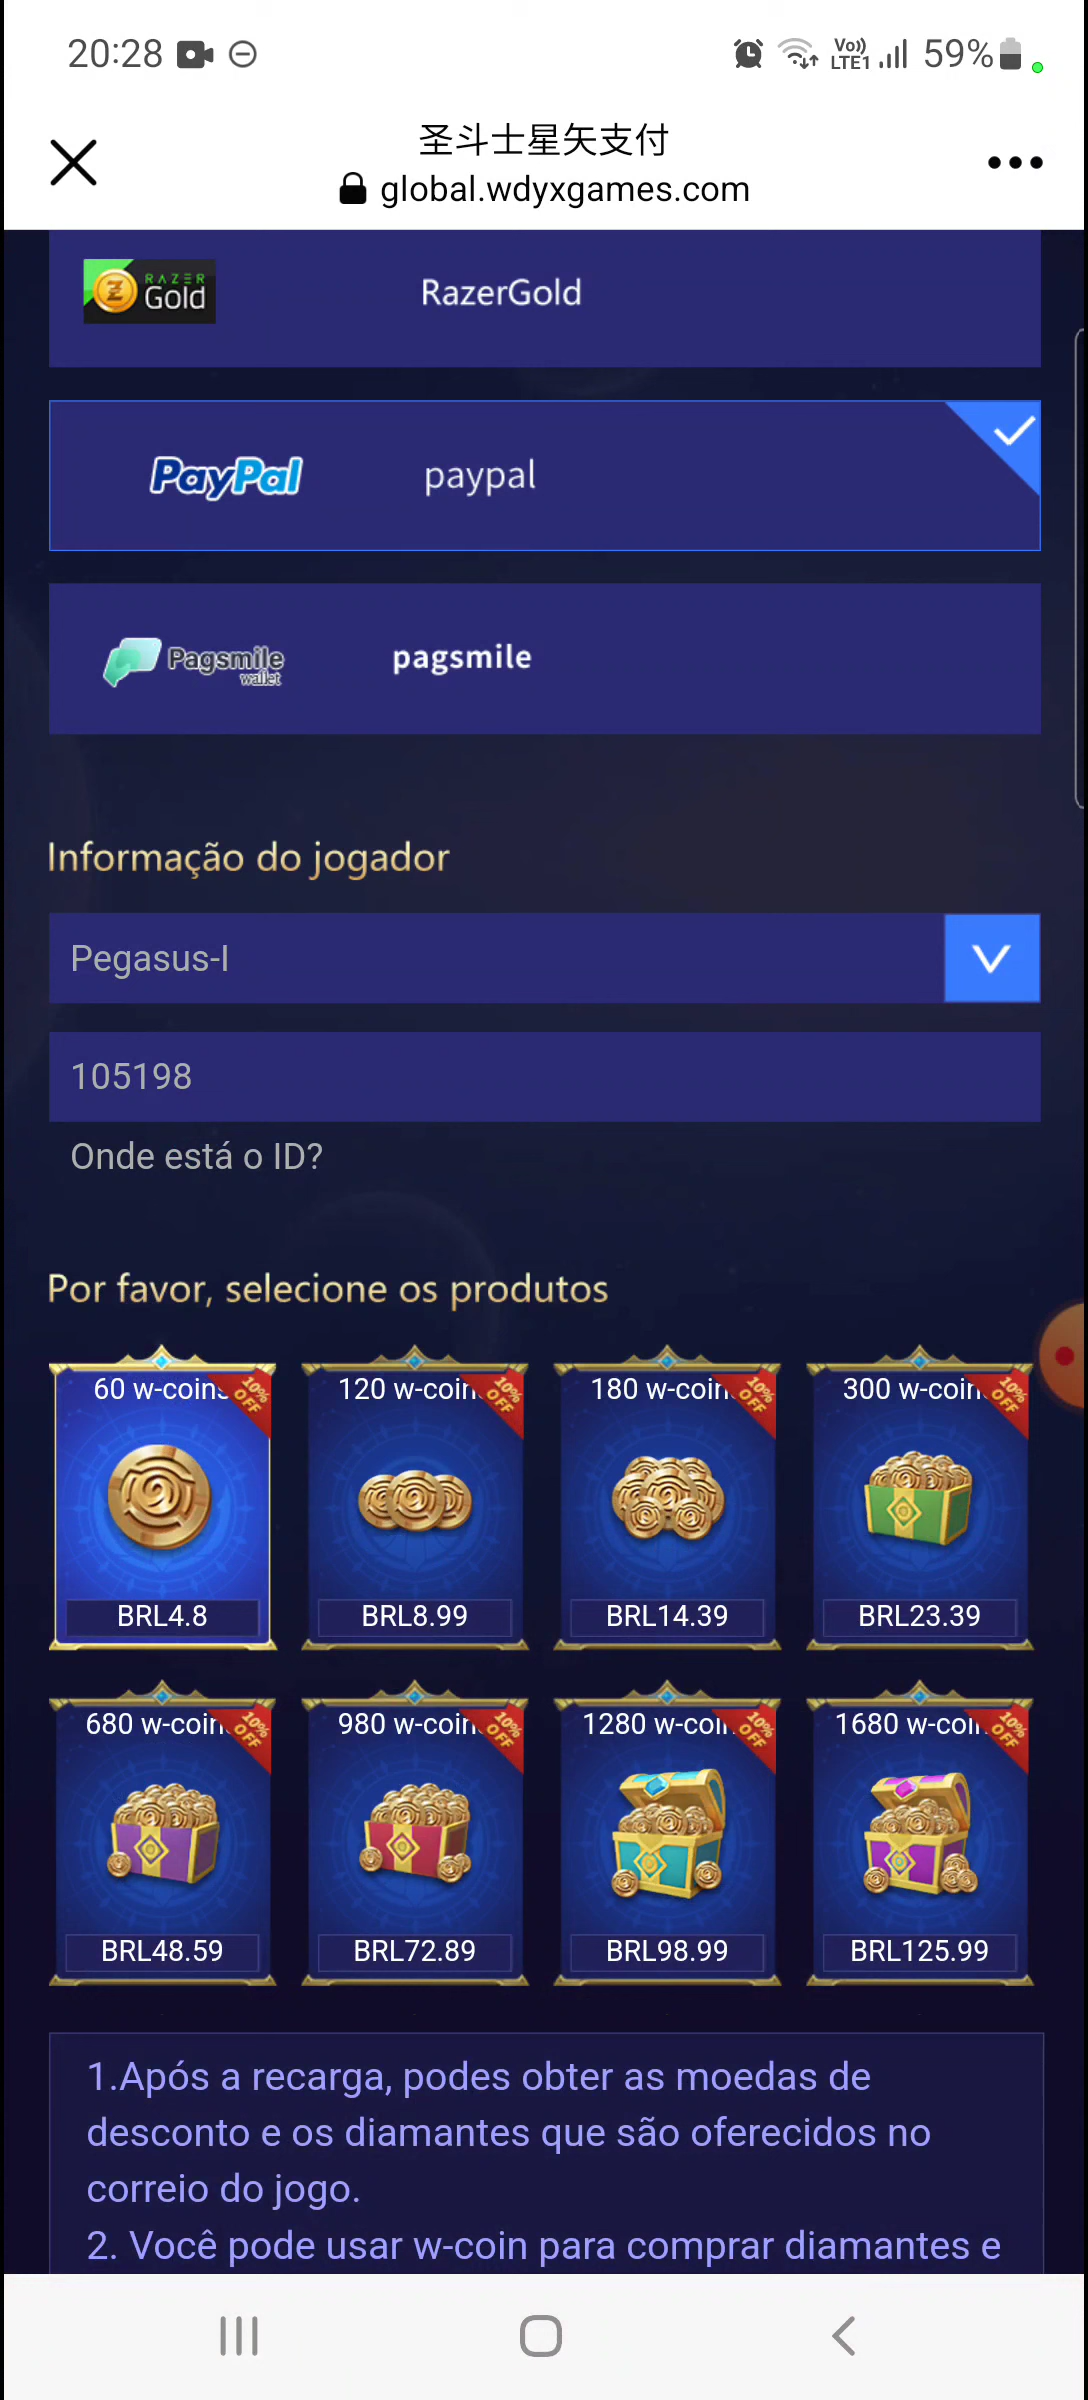 20:28
Vo))
LTE1
59%
圣斗士星矢支付
global.wdyxgames.com
RAZER
Gold
RazerGold
PayPal
paypal
Pagsmile
wallet
pagsmile
Informação do jogador
Pegasus-I
V
105198
Onde está o ID?
Por favor, selecione os produtos
60 w-coins 10% OFF
120 w-coin 10% OFF
180 w-coin 10% OFF
300 w-coin 10% OFF
BRL4.8
BRL8.99
BRL14.39
BRL23.39
680 w-coin 10% OFF
980 w-coin 10% OFF
1280 w-coi 10% OFF
1680 w-coi 10% OFF
BRL48.59
BRL72.89
BRL98.99
BRL125.99
1.Após a recarga, podes obter as moedas de
desconto e os diamantes que são oferecidos no
correio do jogo.
2. Você pode usar w-coin para comprar diamantes e